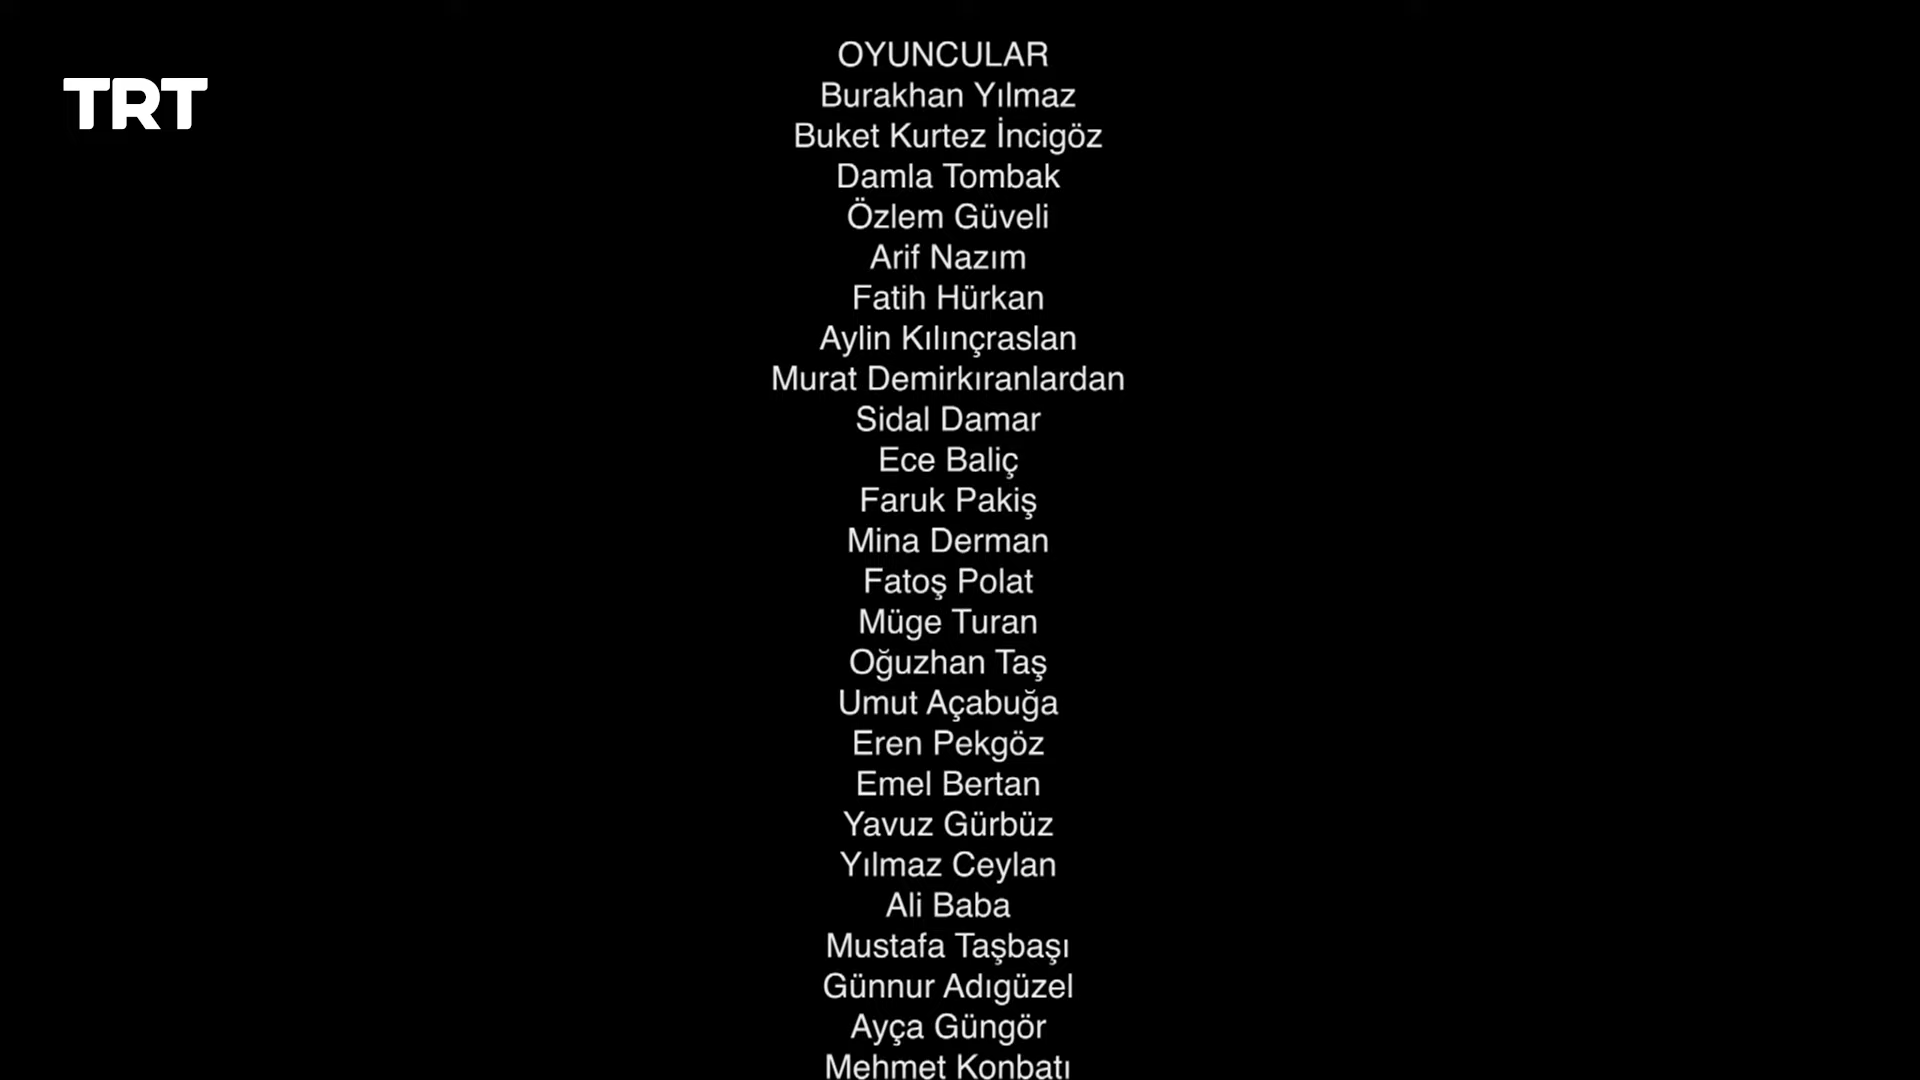 OYUNCULAR
TRT
Burakhan Yılmaz
Buket Kurtez İncigöz
Damla Tombak
Özlem Güveli
Arif Nazım
Fatih Hürkan
Aylin Kılınçraslan
Murat Demirkıranlardan
Sidal Damar
Ece Baliç
Faruk Pakiş
Mina Derman
Fatoş Polat
Müge Turan
Oğuzhan Taş
Umut Açabuğa
Eren Pekgöz
Emel Bertan
Yavuz Gürbüz
Yılmaz Ceylan
Ali Baba
Mustafa Taşbaşı
Günnur Adıgüzel
Ayça Güngör
Mehmet Konbatı